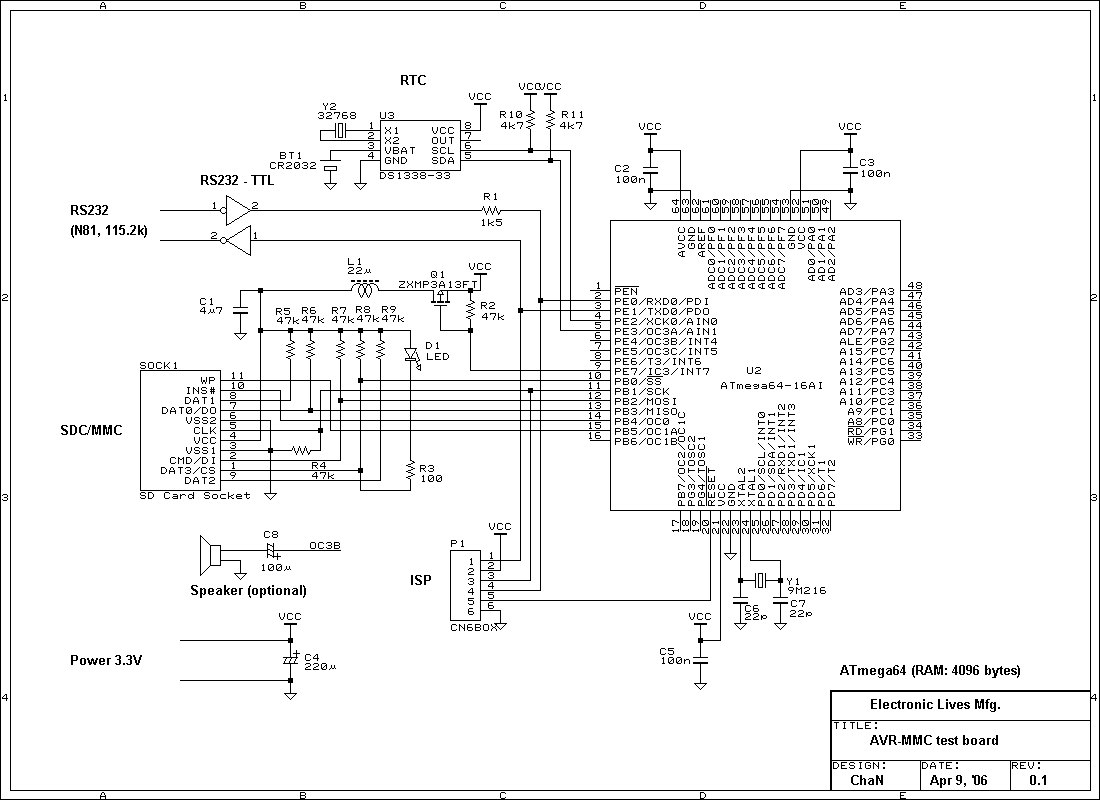 A B C D E
1 1
2 2
3 3
4 4
RTC
Y2
32768
U3
1 X1 VCC 8
2 X2 OUT 7
3 VBAT SCL 6
4 GND SDA 5
DS1338-33
BT1
CR2032
VCC
VCC VCC
R10
4k7
R11
4k7
VCC
C2
100n
VCC
C3
100n
RS232 - TTL
RS232
(N81, 115.2k)
1 2
2 1
R1
1k5
L1
22μ
Q1
ZXMP3A13FT
VCC
C1
4μ7
R2
47k
R5
47k
R6
47k
R7
47k
R8
47k
R9
47k
D1
LED
SDC/MMC
SOCK1
WP 11
INS# 10
DAT1 8
DAT0/DO 7
VSS2 6
CLK 5
VCC 4
VSS1 3
CMD/DI 2
DAT3/CS 1
DAT2 9
SD Card Socket
R4
47k
R3
100
64 63 62 61 60 59 58 57 56 55 54 53 52 51 50 49
AVCC
GND
AREF
ADC0/PF0
ADC1/PF1
ADC2/PF2
ADC3/PF3
ADC4/PF4
ADC5/PF5
ADC6/PF6
ADC7/PF7
GND
VCC
AD0/PA0
AD1/PA1
AD2/PA2
1 PEN
2 PE0/RXD0/PDI
3 PE1/TXD0/PDO
4 PE2/XCK0/AIN0
5 PE3/OC3A/AIN1
6 PE4/OC3B/INT4
7 PE5/OC3C/INT5
8 PE6/T3/INT6
9 PE7/IC3/INT7
10 PB0/SS
11 PB1/SCK
12 PB2/MOSI
13 PB3/MISO
14 PB4/OC0
15 PB5/OC1A
16 PB6/OC1B
U2
ATmega64-16AI
AD3/PA3 48
AD4/PA4 47
AD5/PA5 46
AD6/PA6 45
AD7/PA7 44
ALE/PG2 43
A15/PC7 42
A14/PC6 41
A13/PC5 40
A12/PC4 39
A11/PC3 38
A10/PC2 37
A9/PC1 36
A8/PC0 35
RD/PG1 34
WR/PG0 33
PB7/OC2/OC1C
PG3/TOSC2
PG4/TOSC1
RESET
VCC
GND
XTAL2
XTAL1
PD0/SCL/INT0
PD1/SDA/INT1
PD2/RXD1/INT2
PD3/TXD1/INT3
PD4/IC1
PD5/XCK1
PD6/T1
PD7/T2
17 18 19 20 21 22 23 24 25 26 27 28 29 30 31 32
C8
100μ
OC3B
Speaker (optional)
ISP
P1
VCC
1 1
2 2
3 3
4 4
5 5
6 6
CN6BOX
Y1
9M216
C6
22p
C7
22p
VCC
C5
100n
Power 3.3V
VCC
C4
220μ
ATmega64 (RAM: 4096 bytes)
Electronic Lives Mfg.
TITLE:
AVR-MMC test board
DESIGN: DATE: REV:
ChaN Apr 9, '06 0.1
A B C D E